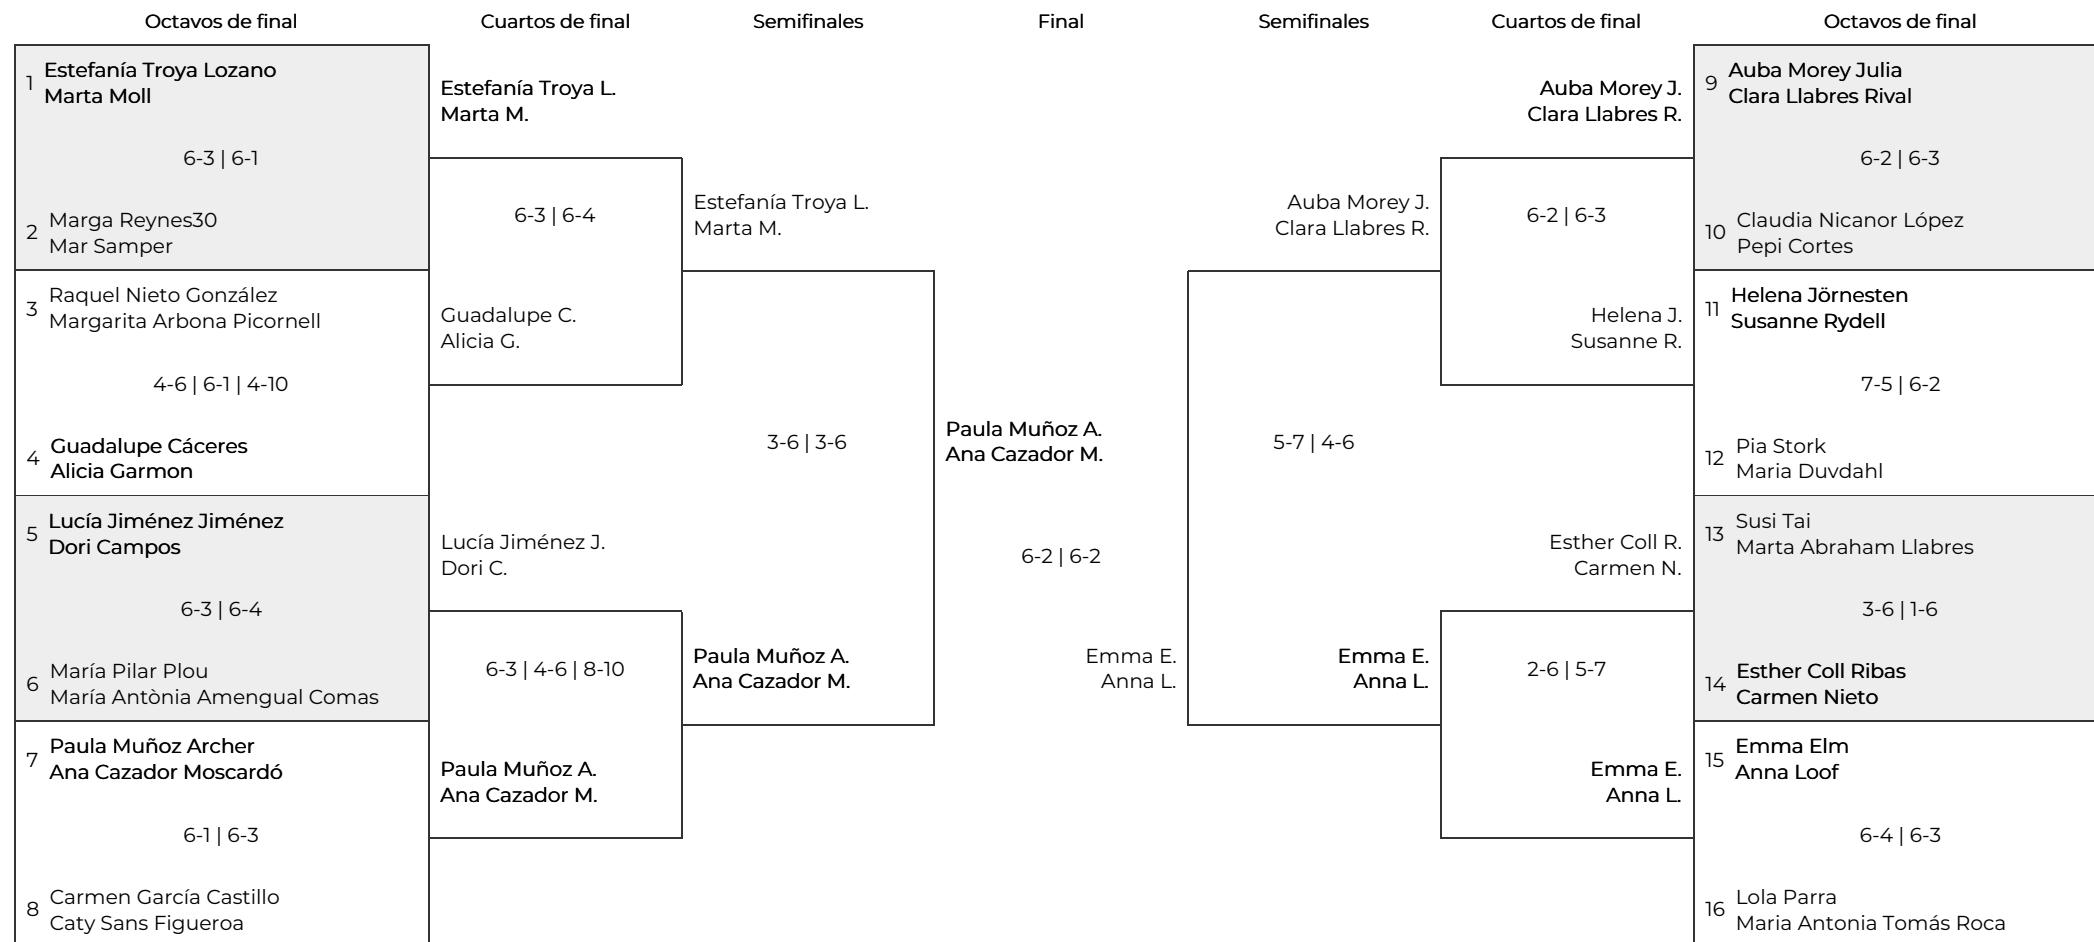 Octavos de final
Cuartos de final
Semifinales
Final
Semifinales
Cuartos de final
Octavos de final
1
Estefanía Troya Lozano
Marta Moll
6-3 | 6-1
2
Marga Reynes30
Mar Samper
3
Raquel Nieto González
Margarita Arbona Picornell
4-6 | 6-1 | 4-10
4
Guadalupe Cáceres
Alicia Garmon
5
Lucía Jiménez Jiménez
Dori Campos
6-3 | 6-4
6
María Pilar Plou
María Antònia Amengual Comas
7
Paula Muñoz Archer
Ana Cazador Moscardó
6-1 | 6-3
8
Carmen García Castillo
Caty Sans Figueroa
Estefanía Troya L.
Marta M.
6-3 | 6-4
Guadalupe C.
Alicia G.
Lucía Jiménez J.
Dori C.
6-3 | 4-6 | 8-10
Paula Muñoz A.
Ana Cazador M.
Estefanía Troya L.
Marta M.
3-6 | 3-6
Paula Muñoz A.
Ana Cazador M.
Paula Muñoz A.
Ana Cazador M.
6-2 | 6-2
Emma E.
Anna L.
Auba Morey J.
Clara Llabres R.
5-7 | 4-6
Emma E.
Anna L.
Auba Morey J.
Clara Llabres R.
6-2 | 6-3
Helena J.
Susanne R.
Esther Coll R.
Carmen N.
2-6 | 5-7
Emma E.
Anna L.
9
Auba Morey Julia
Clara Llabres Rival
6-2 | 6-3
10
Claudia Nicanor López
Pepi Cortes
11
Helena Jörnesten
Susanne Rydell
7-5 | 6-2
12
Pia Stork
Maria Duvdahl
13
Susi Tai
Marta Abraham Llabres
3-6 | 1-6
14
Esther Coll Ribas
Carmen Nieto
15
Emma Elm
Anna Loof
6-4 | 6-3
16
Lola Parra
Maria Antonia Tomás Roca